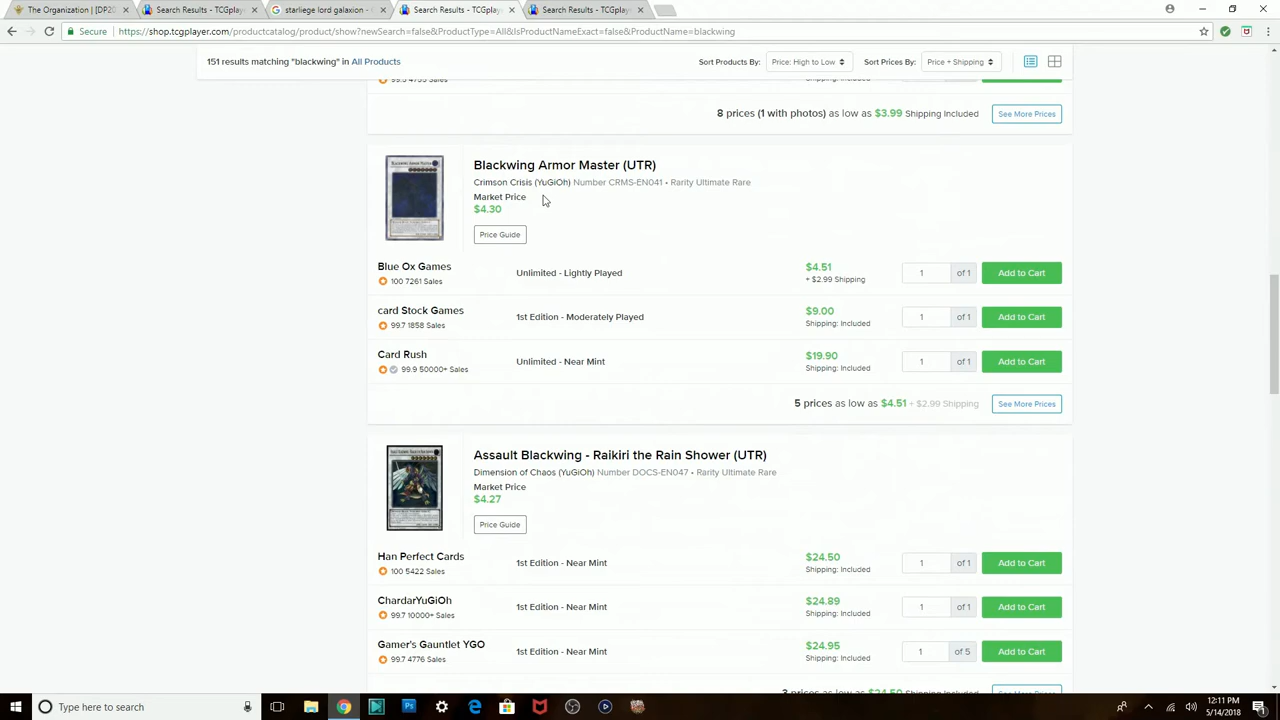 The Organization | [DP20
Search Results - TCGplay
starliege lord galaxion -
Search Results - TCGplay
Search Results - TCGplay
Secure
https://shop.tcgplayer.com/productcatalog/product/show?newSearch=false&ProductType=All&IsProductNameExact=false&ProductName=blackwing
151 results matching "blackwing" in All Products
Sort Products By: Price: High to Low
Sort Prices By: Price + Shipping
8 prices (1 with photos) as low as $3.99 Shipping Included
See More Prices
Blackwing Armor Master (UTR)
Crimson Crisis (YuGiOh) Number CRMS-EN041 • Rarity Ultimate Rare
Market Price
$4.30
Price Guide
Blue Ox Games
100 7261 Sales
Unlimited - Lightly Played
$4.51
+ $2.99 Shipping
1 of 1
Add to Cart
card Stock Games
99.7 1858 Sales
1st Edition - Moderately Played
$9.00
Shipping: Included
1 of 1
Add to Cart
Card Rush
99.9 50000+ Sales
Unlimited - Near Mint
$19.90
Shipping: Included
1 of 1
Add to Cart
5 prices as low as $4.51 + $2.99 Shipping
See More Prices
Assault Blackwing - Raikiri the Rain Shower (UTR)
Dimension of Chaos (YuGiOh) Number DOCS-EN047 • Rarity Ultimate Rare
Market Price
$4.27
Price Guide
Han Perfect Cards
100 5422 Sales
1st Edition - Near Mint
$24.50
Shipping: Included
1 of 1
Add to Cart
ChardarYuGiOh
99.7 10000+ Sales
1st Edition - Near Mint
$24.89
Shipping: Included
1 of 1
Add to Cart
Gamer's Gauntlet YGO
99.7 4776 Sales
1st Edition - Near Mint
$24.95
Shipping: Included
1 of 5
Add to Cart
Type here to search
12:11 PM
5/14/2018